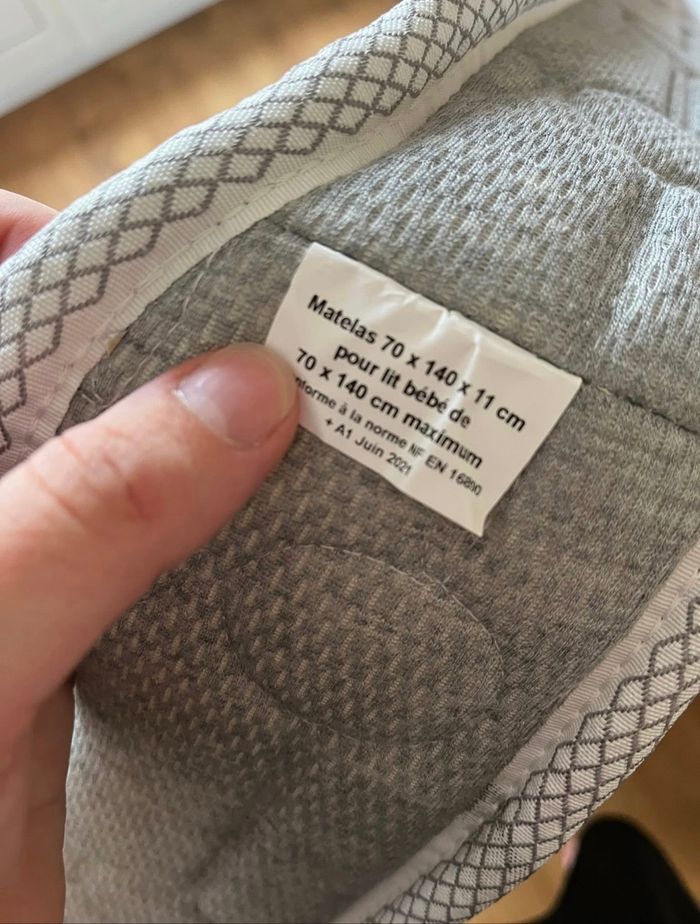 Matelas 70 x 140 x 11 cm
pour lit bébé de
70 x 140 cm maximum
à la norme NF EN 16890
+ A1 Juin 2021